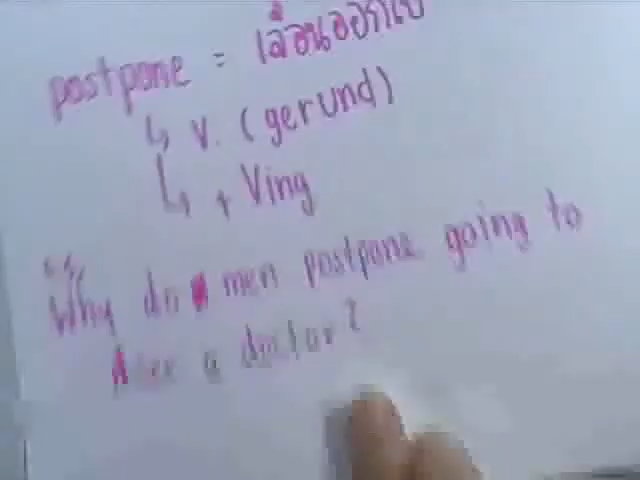 postpone = เลื่อนออกไป
↳ v. (gerund)
↳ + Ving
"Why do men postpone going to
see a doctor?